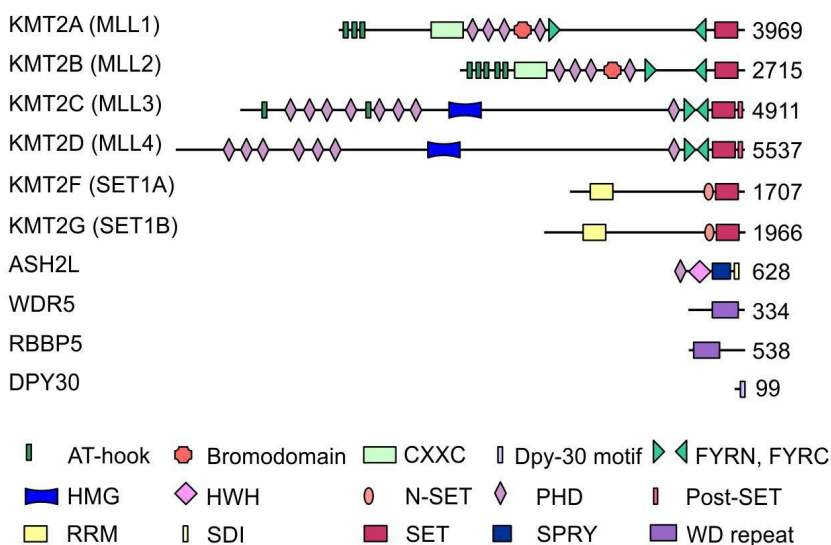 KMT2A (MLL1) 3969
KMT2B (MLL2) 2715
KMT2C (MLL3) 4911
KMT2D (MLL4) 5537
KMT2F (SET1A) 1707
KMT2G (SET1B) 1966
ASH2L 628
WDR5 334
RBBP5 538
DPY30 99
AT-hook Bromodomain CXXC Dpy-30 motif FYRN, FYRC
HMG HWH N-SET PHD Post-SET
RRM SDI SET SPRY WD repeat